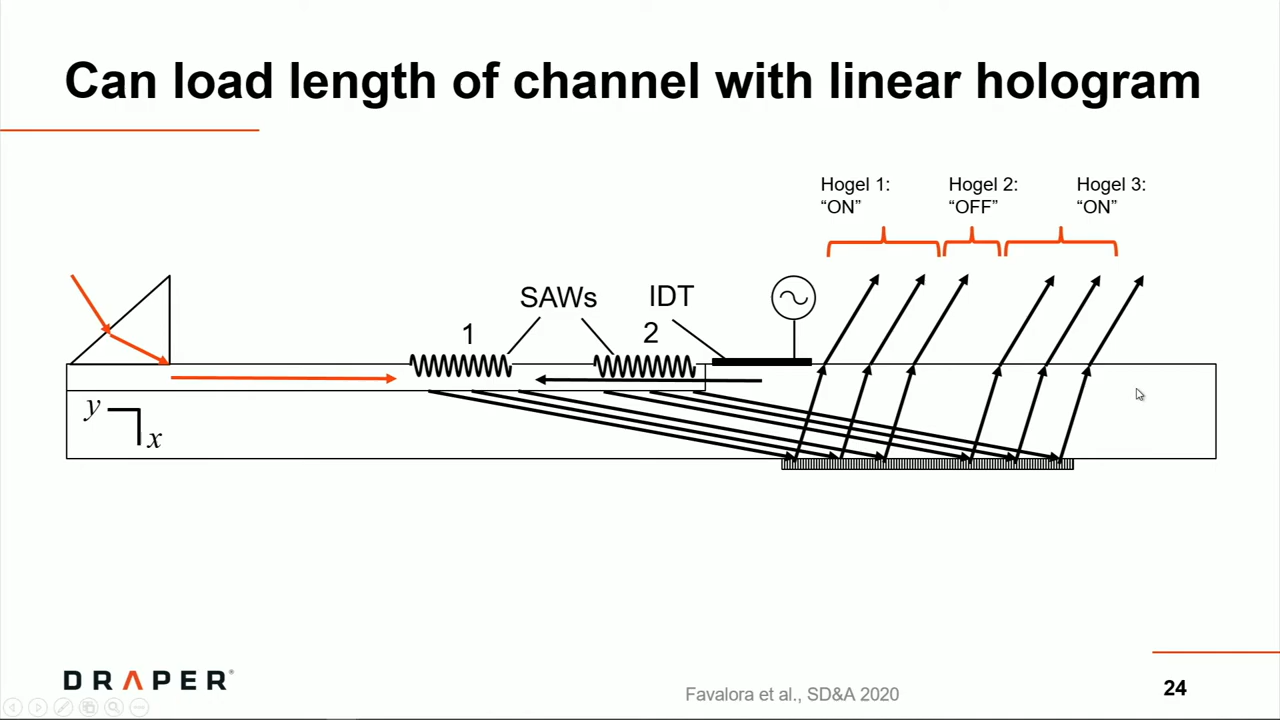 Can load length of channel with linear hologram
Hogel 1:
“ON”
Hogel 2:
“OFF”
Hogel 3:
“ON”
SAWs
IDT
1
2
y
x
DRAPER®
Favalora et al., SD&A 2020
24